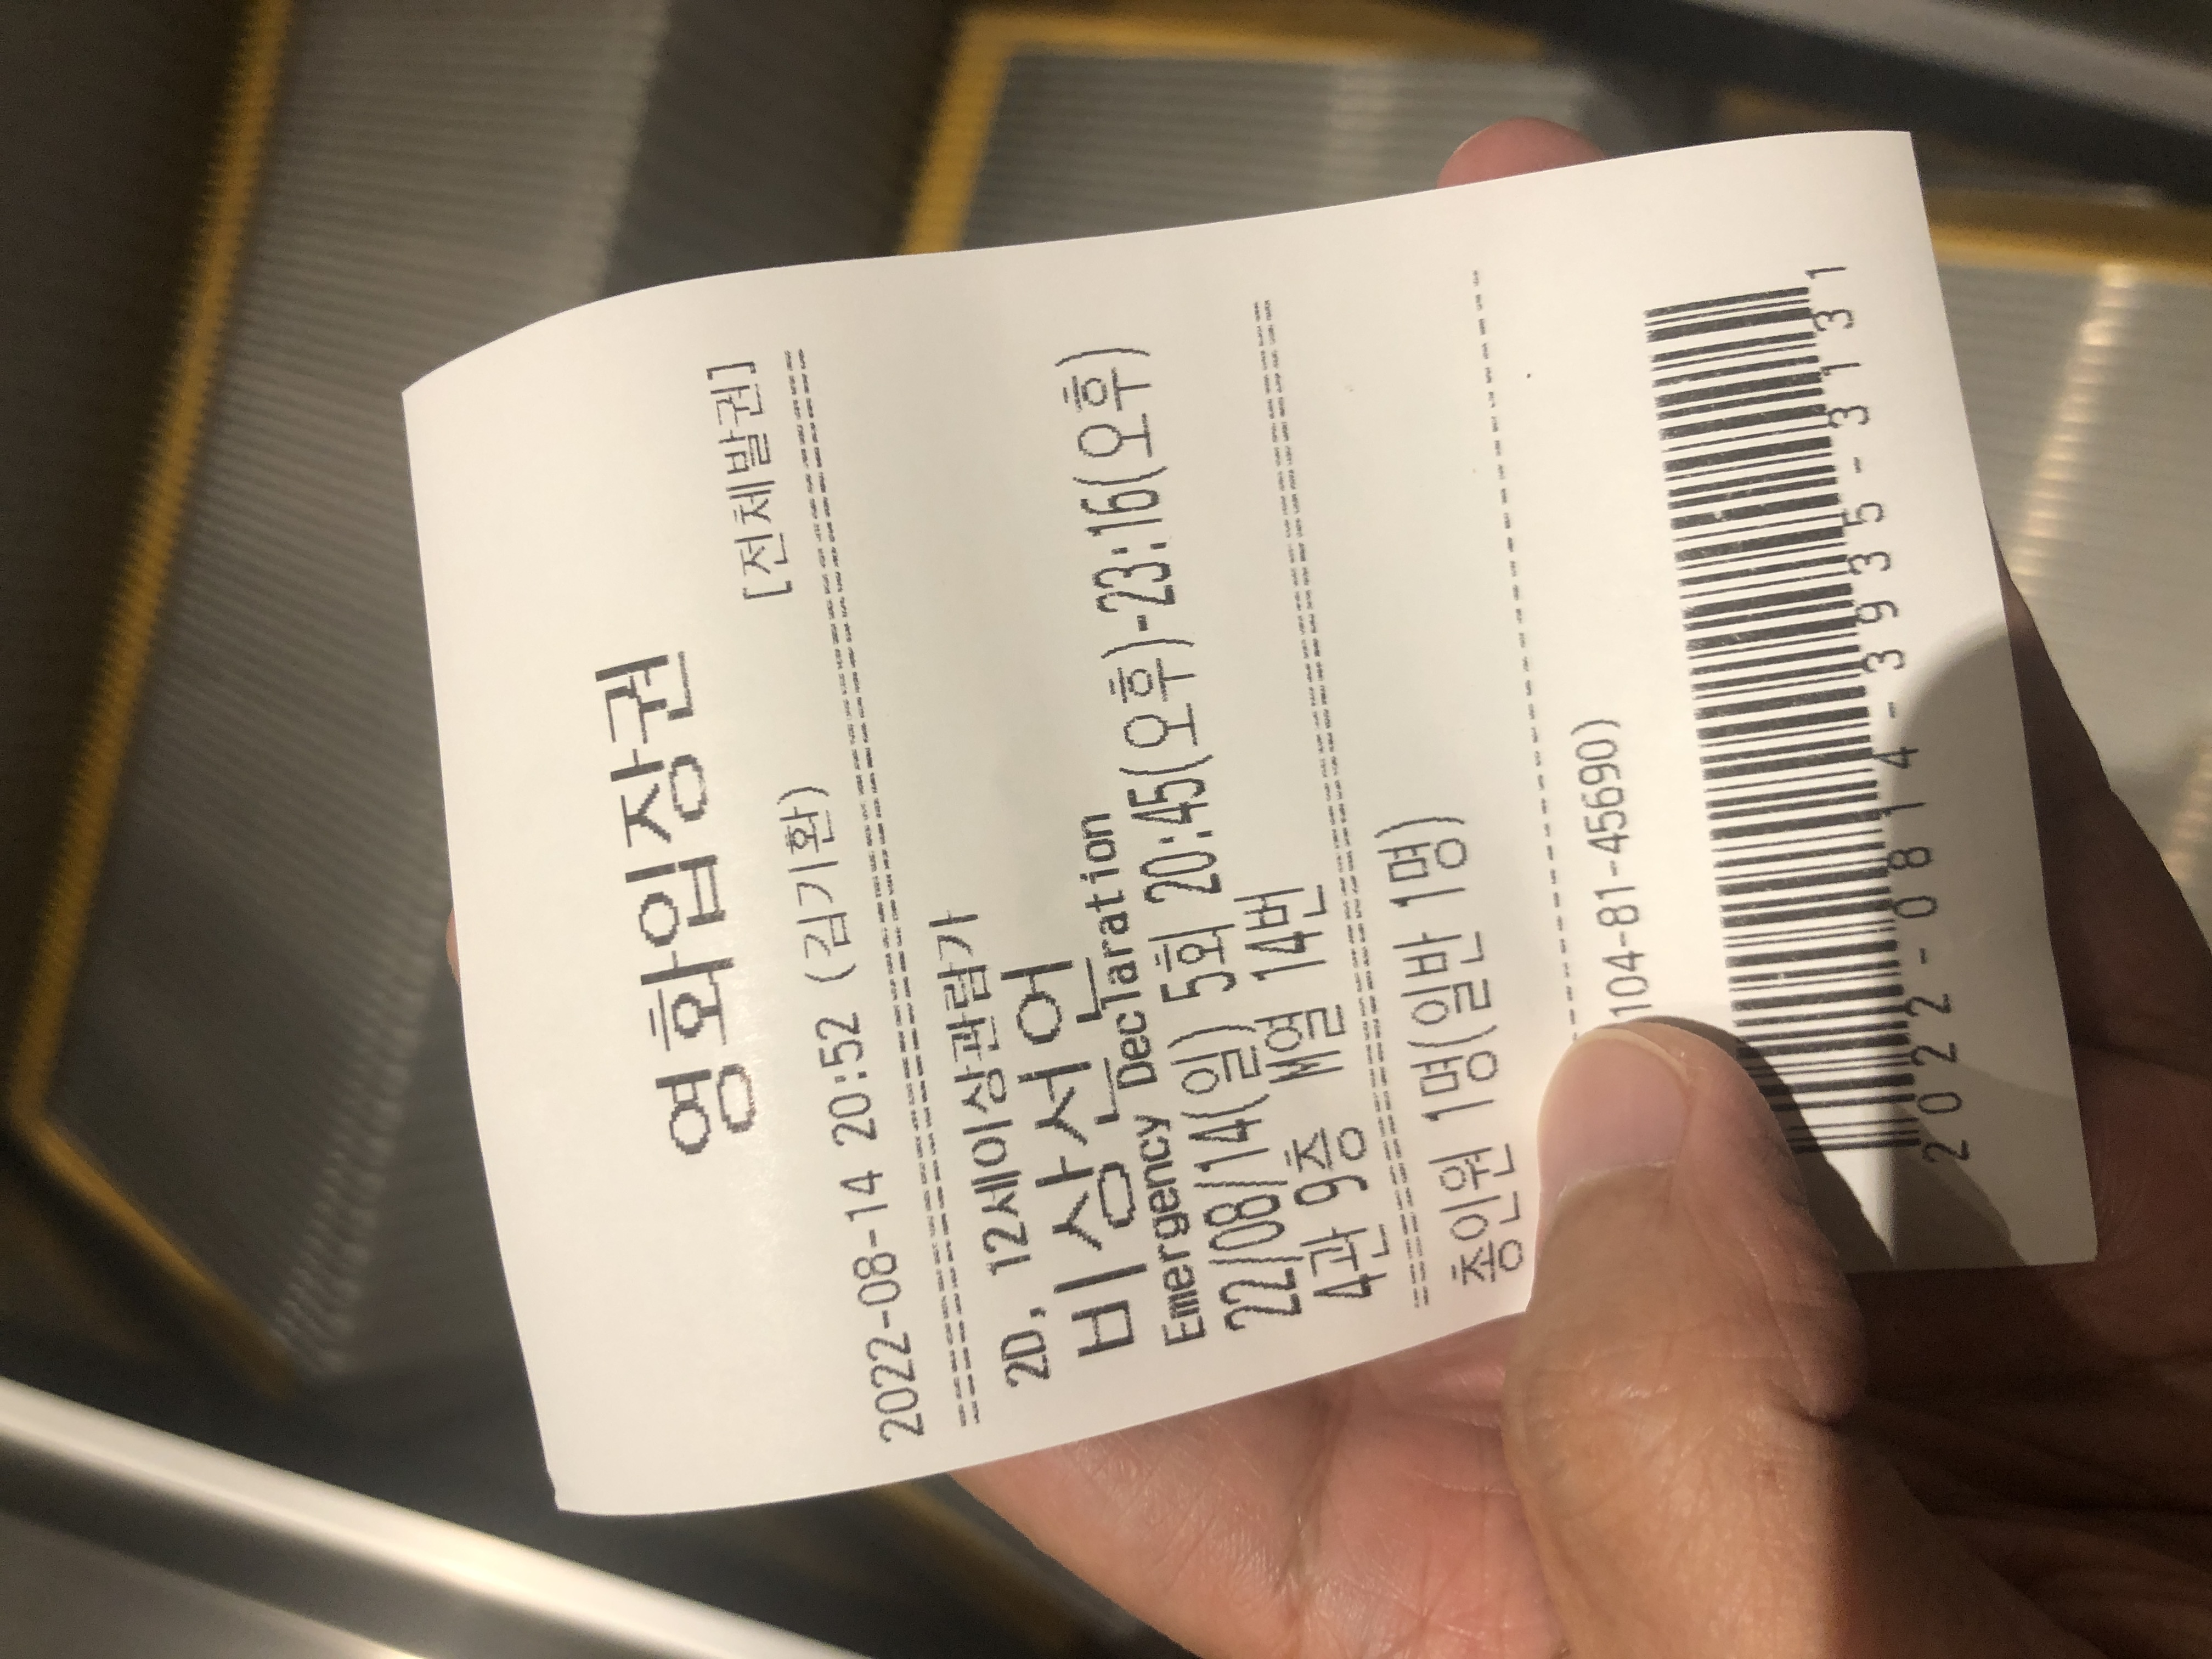 영화입장권
[전체발권]
2022-08-14 20:52 (김기환)
================================
2D, 12세이상관람가
비상선언
Emergency Declaration
22/08/14(일) 5회 20:45(오후)-23:16(오후)
4관 9층 M열 14번
================================
총인원 1명(일반 1명)
104-81-45690)
2022-0814-3935-3131